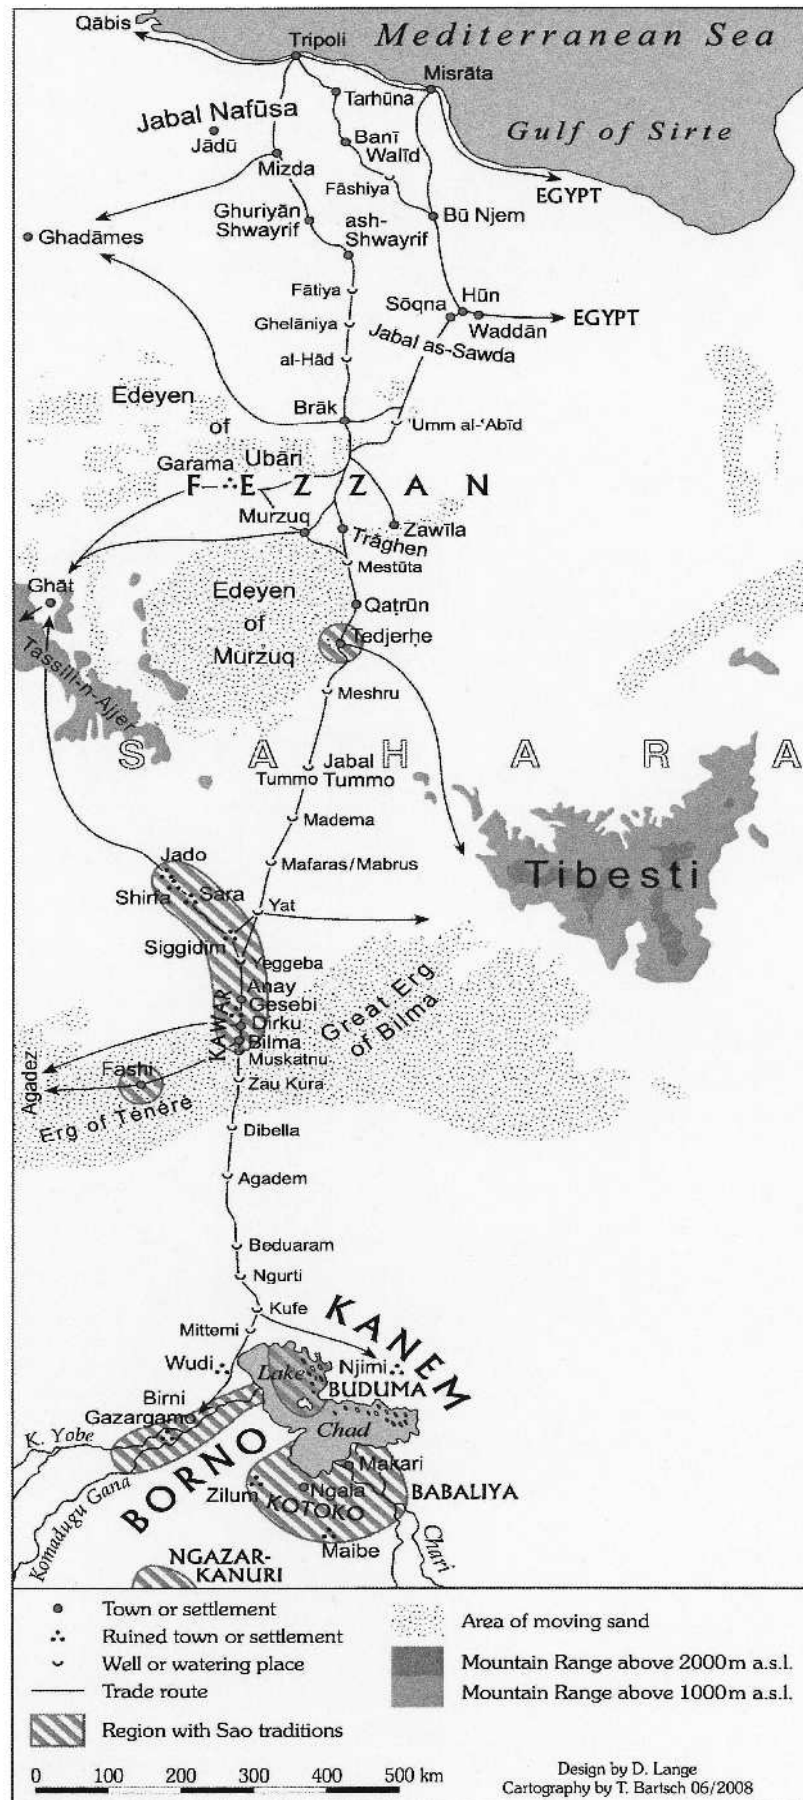 Qābis
Tripoli
Mediterranean Sea
Misrāta
Tarhūna
Jabal Nafūsa
Jādū
Banī
Walīd
Gulf of Sirte
Mizda
Fāshiya
EGYPT
Ghuriyān
Shwayrif
ash-
Shwayrif
Bū Njem
Ghadāmes
Fātiya
Hūn
Sōqna
Waddān
EGYPT
Ghelāniya
Jabal as-Sawda
al-Hād
Edeyen
of
Ubāri
Brāk
'Umm al-'Abīd
Garama
FEZZAN
Murzuq
Trāghen
Zawīla
Mestūta
Ghāt
Edeyen
of
Murzuq
Qaṭrūn
Tedjerḥe
Tassili-n-Ajjer
Meshru
SAHARA
Jabal
Tummo
Tummo
Madema
Jado
Mafaras/Mabrus
Tibesti
Shirfa
Sara
Yat
Siggidim
Yeggeba
Anay
Gesebi
KAWAR
Dirku
Great Erg
of Bilma
Bilma
Muskatnu
Agadez
Fashi
Zau Kura
Erg of Ténéré
Dibella
Agadem
Beduaram
Ngurti
Kufe
KANEM
Mittemi
Wudi
Lake
Njimi
BUDUMA
Birni
Gazargamo
K. Yobe
Chad
BORNO
Makari
Komadugu Gana
Zilum
Ngala
BABALIYA
KOTOKO
Maibe
Chari
NGAZAR-
KANURI
Town or settlement
Ruined town or settlement
Well or watering place
Trade route
Region with Sao traditions
Area of moving sand
Mountain Range above 2000m a.s.l.
Mountain Range above 1000m a.s.l.
0 100 200 300 400 500 km
Design by D. Lange
Cartography by T. Bartsch 06/2008